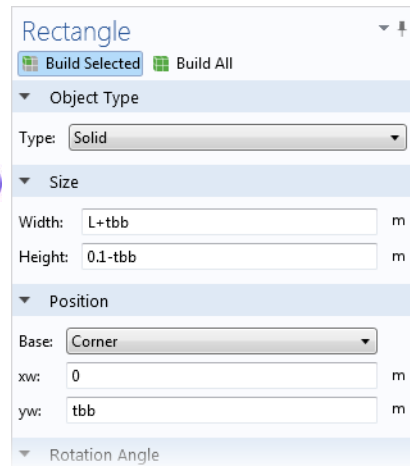 Rectangle
Build Selected Build All
Object Type
Type: Solid
Size
Width: L+tbb m
Height: 0.1-tbb m
Position
Base: Corner
xw: 0 m
yw: tbb m
Rotation Angle